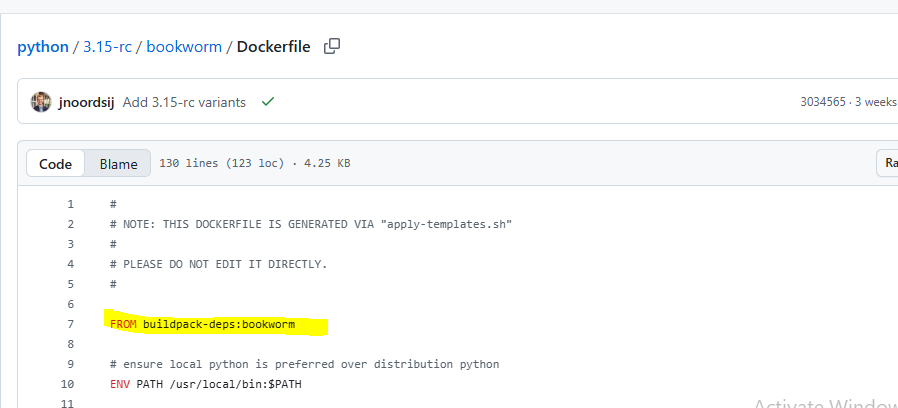 python / 3.15-rc / bookworm / Dockerfile
jnoordsij Add 3.15-rc variants
3034565 · 3 weeks
Code Blame 130 lines (123 loc) · 4.25 KB
Ra
1 #
2 # NOTE: THIS DOCKERFILE IS GENERATED VIA "apply-templates.sh"
3 #
4 # PLEASE DO NOT EDIT IT DIRECTLY.
5 #
6
7 FROM buildpack-deps:bookworm
8
9 # ensure local python is preferred over distribution python
10 ENV PATH /usr/local/bin:$PATH
11
Activate Window